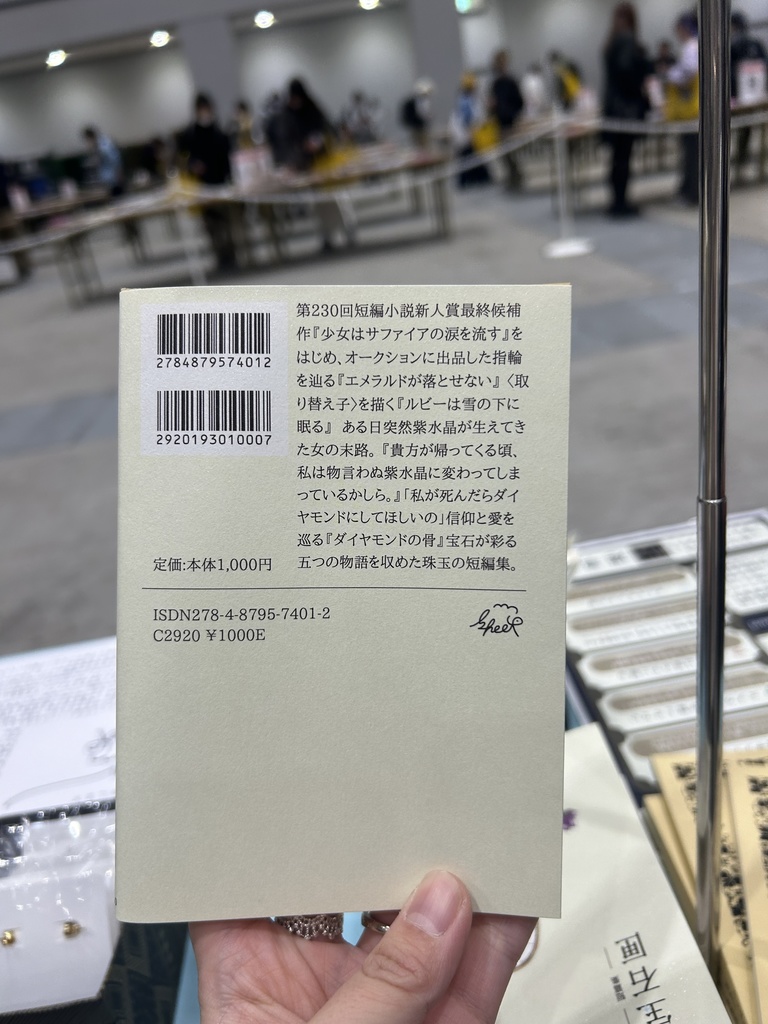 2784879574012
2920193010007
第230回短編小説新人賞最終候補
作『少女はサファイアの涙を流す』を
はじめ、オークションに出品した指輪
を辿る『エメラルドが落とせない』〈取
り替え子〉を描く『ルビーは雪の下に
眠る』 ある日突然紫水晶が生えてき
た女の末路。『貴方が帰ってくる頃、
私は物言わぬ紫水晶に変わってしま
っているかしら。』「私が死んだらダイ
ヤモンドにしてほしいの」信仰と愛を
巡る『ダイヤモンドの骨』宝石が彩る
五つの物語を収めた珠玉の短編集。
定価:本体1,000円
ISDN278-4-8795-7401-2
C2920 ¥1000E
sheep
宝石匣
短篇集